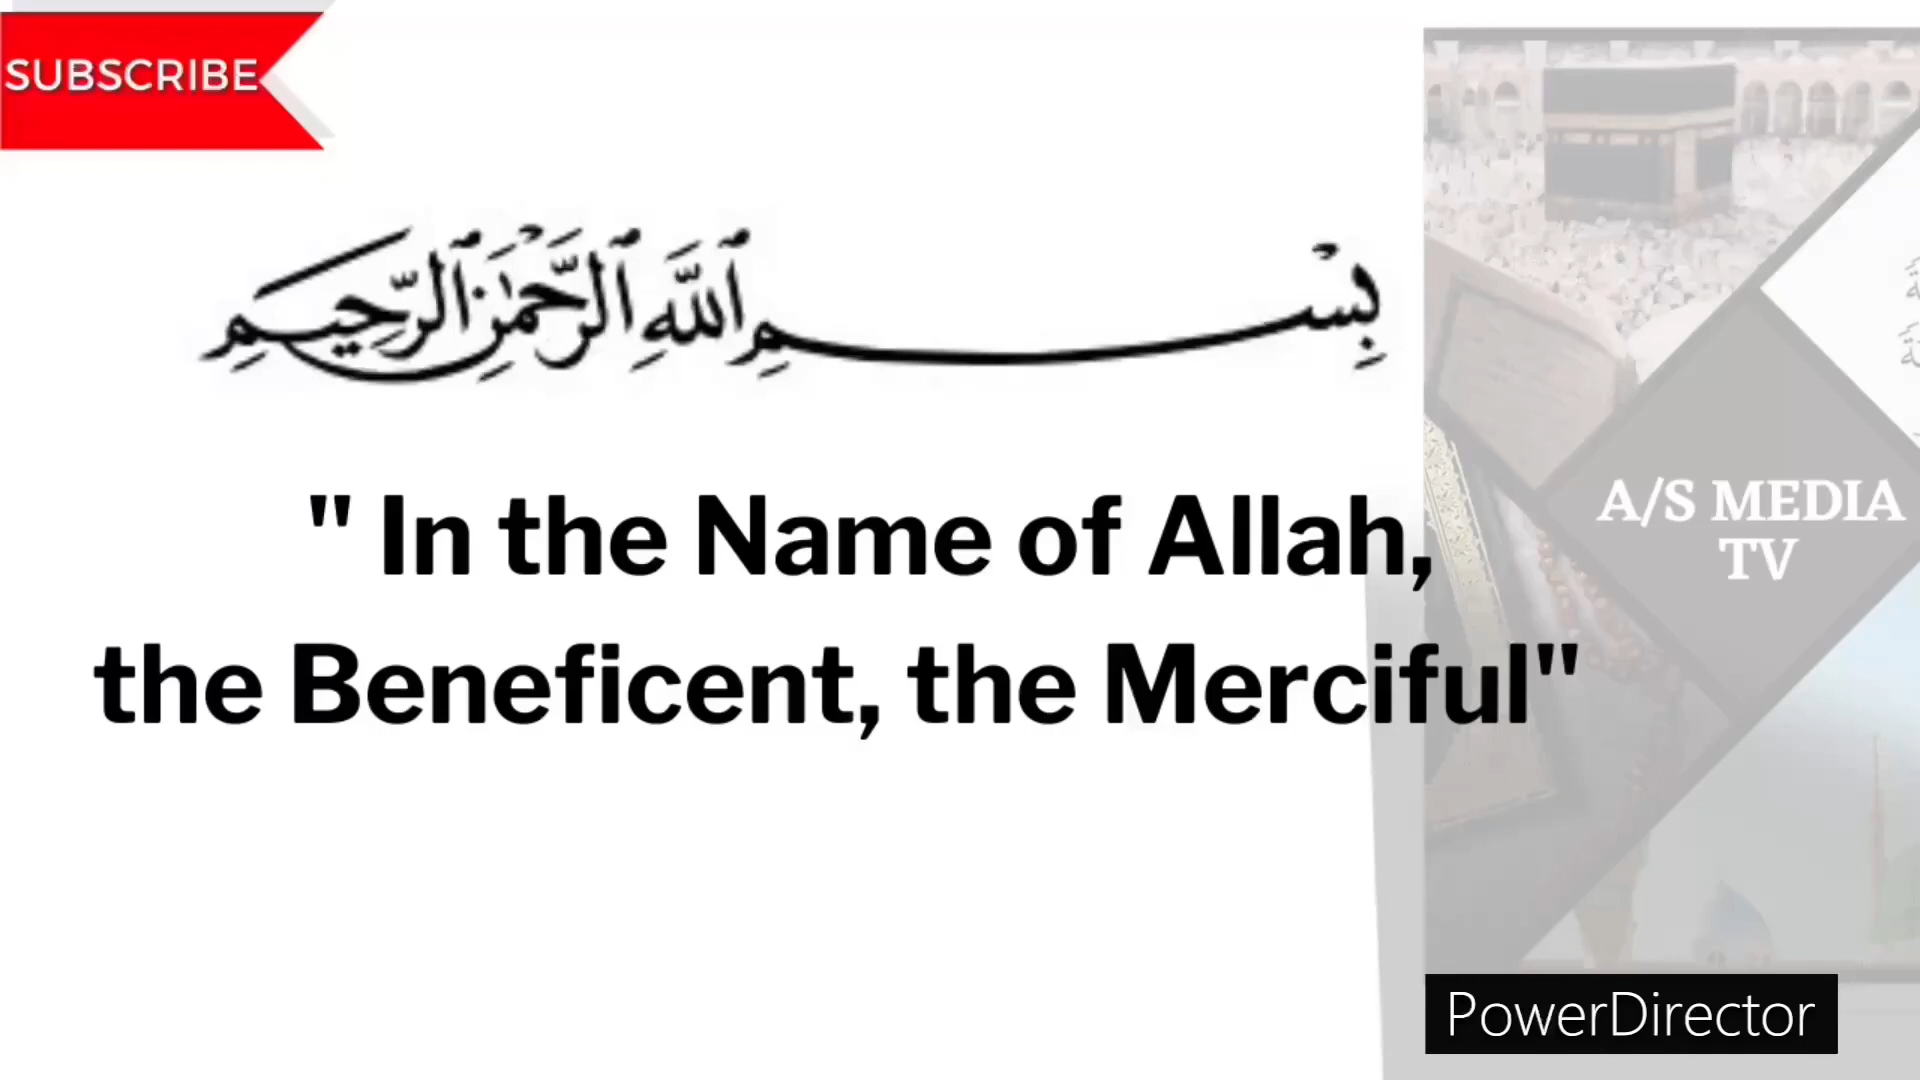 SUBSCRIBE
بِسْمِ ٱللَّهِ ٱلرَّحْمَٰنِ ٱلرَّحِيمِ
" In the Name of Allah,
the Beneficent, the Merciful"
A/S MEDIA
TV
PowerDirector